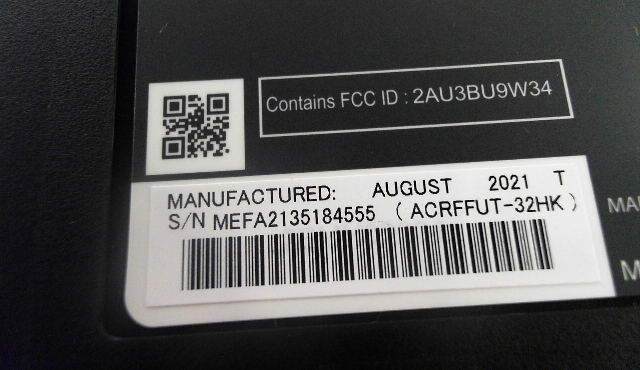 Contains FCC ID : 2AU3BU9W34
MANUFACTURED: AUGUST 2021 T
S/N MEFA2135184555 ( ACRFFUT-32HK )